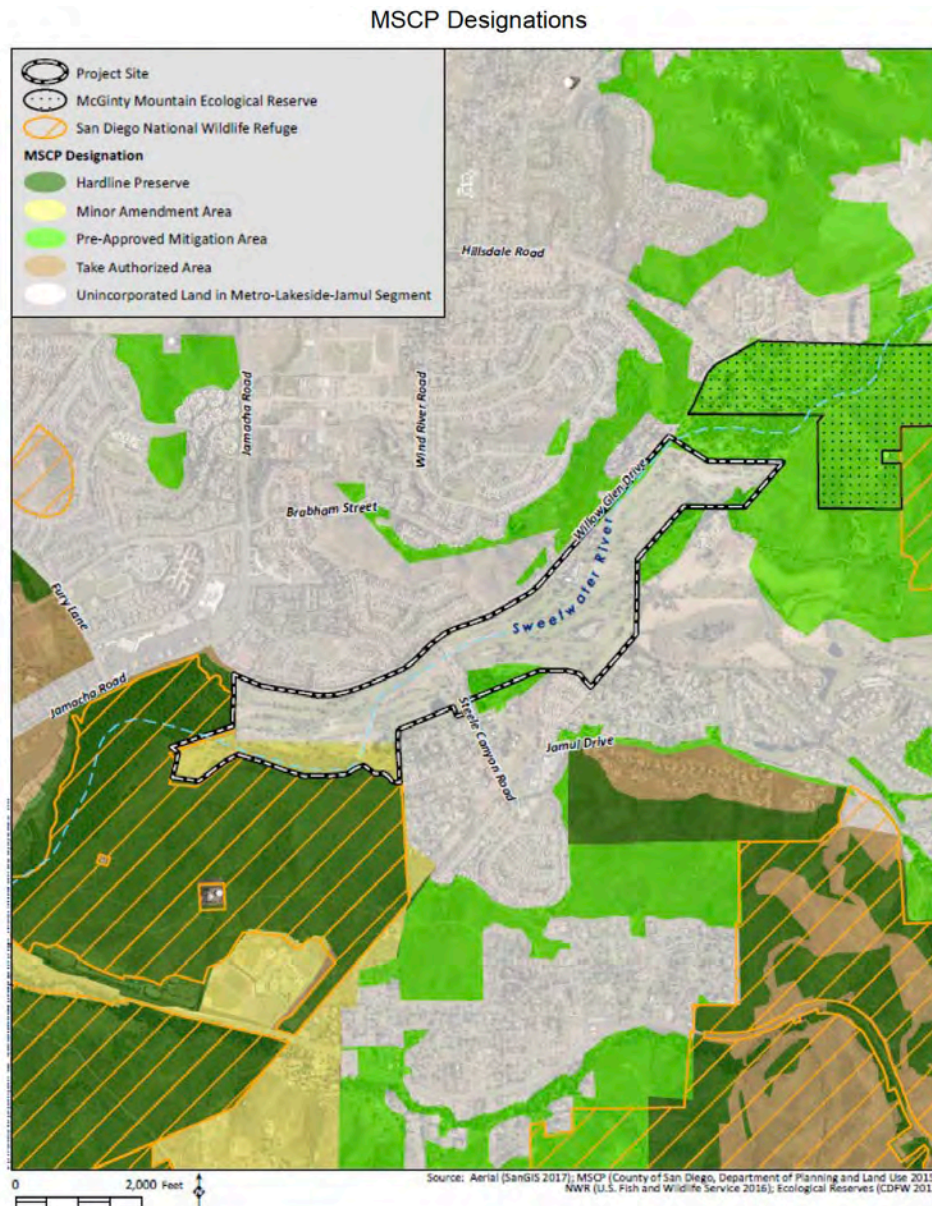 MSCP Designations
Project Site
McGinty Mountain Ecological Reserve
San Diego National Wildlife Refuge
MSCP Designation
Hardline Preserve
Minor Amendment Area
Pre-Approved Mitigation Area
Take Authorized Area
Unincorporated Land in Metro-Lakeside-Jamul Segment
Hillsdale Road
Jamacha Road
Wind River Road
Willow Glen Drive
Brabham Street
Sweetwater River
Fury Lane
Jamacha Road
Steele Canyon Road
Jamul Drive
0 2,000 Feet
N
Source: Aerial (SanGIS 2017); MSCP (County of San Diego, Department of Planning and Land Use 2015
NWR (U.S. Fish and Wildlife Service 2016); Ecological Reserves (CDFW 201